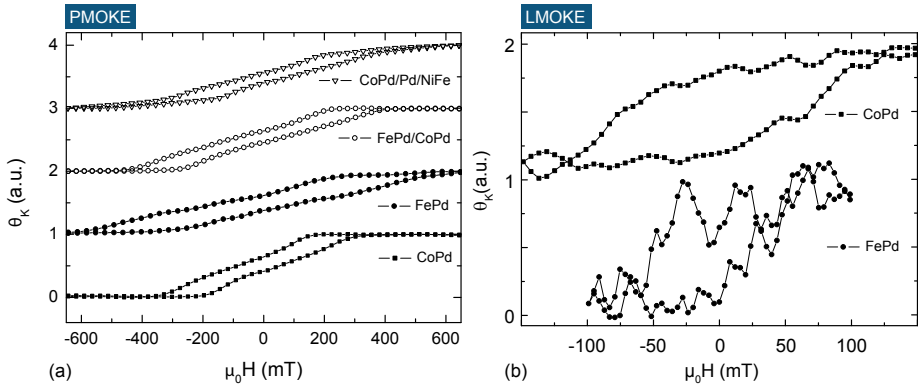 PMOKE
4
3
2
1
0
θK (a.u.)
CoPd/Pd/NiFe
FePd/CoPd
FePd
CoPd
-600 -400 -200 0 200 400 600
(a) μ0H (mT)
LMOKE
2
1
0
θK (a.u.)
CoPd
FePd
-100 -50 0 50 100
μ0H (mT) (b)